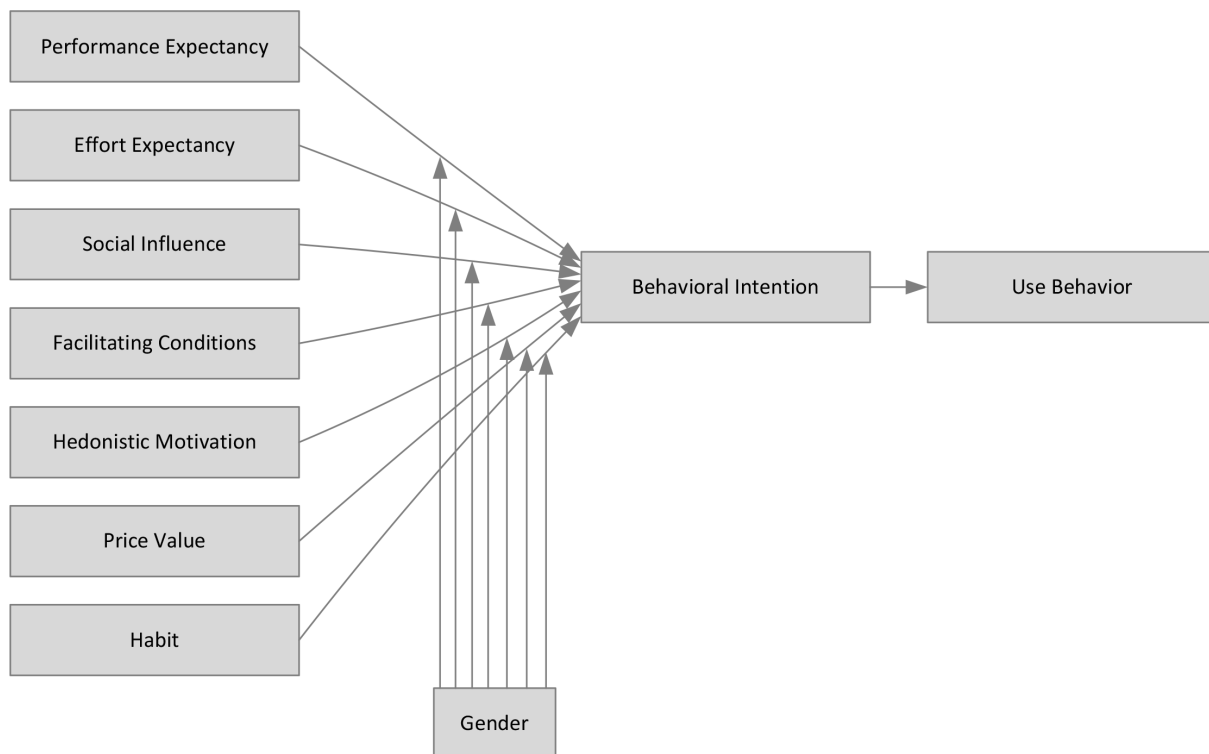 Performance Expectancy
Effort Expectancy
Social Influence
Facilitating Conditions
Hedonistic Motivation
Price Value
Habit
Behavioral Intention
Use Behavior
Gender